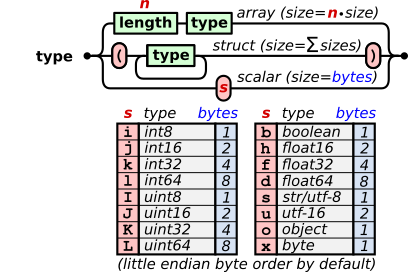 n
length type array (size=n•size)
type ( type struct (size=∑sizes) )
s scalar (size=bytes)
s type bytes s type bytes
i int8 1 b boolean 1
j int16 2 h float16 2
k int32 4 f float32 4
l int64 8 d float64 8
I uint8 1 s str/utf-8 1
J uint16 2 u utf-16 2
K uint32 4 o object 1
L uint64 8 x byte 1
(little endian byte order by default)